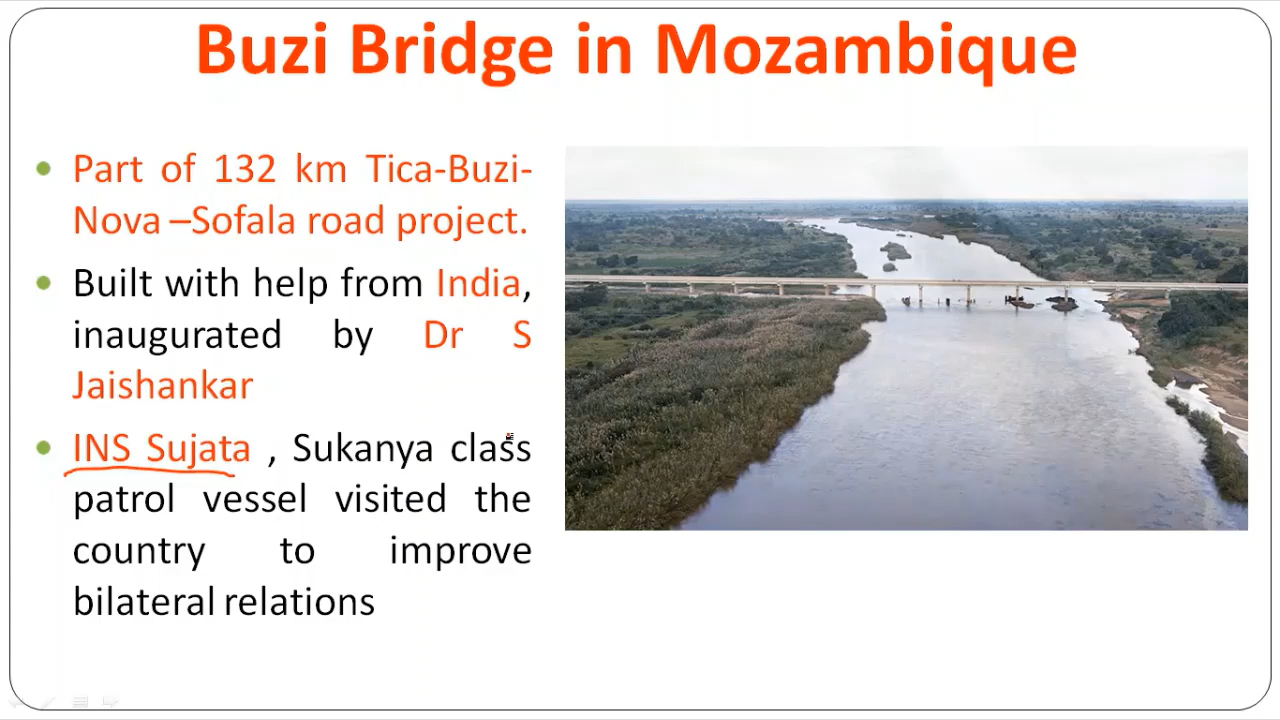 Buzi Bridge in Mozambique
Part of 132 km Tica-Buzi-
Nova –Sofala road project.
Built with help from India,
inaugurated by Dr S
Jaishankar
INS Sujata , Sukanya class
patrol vessel visited the
country to improve
bilateral relations